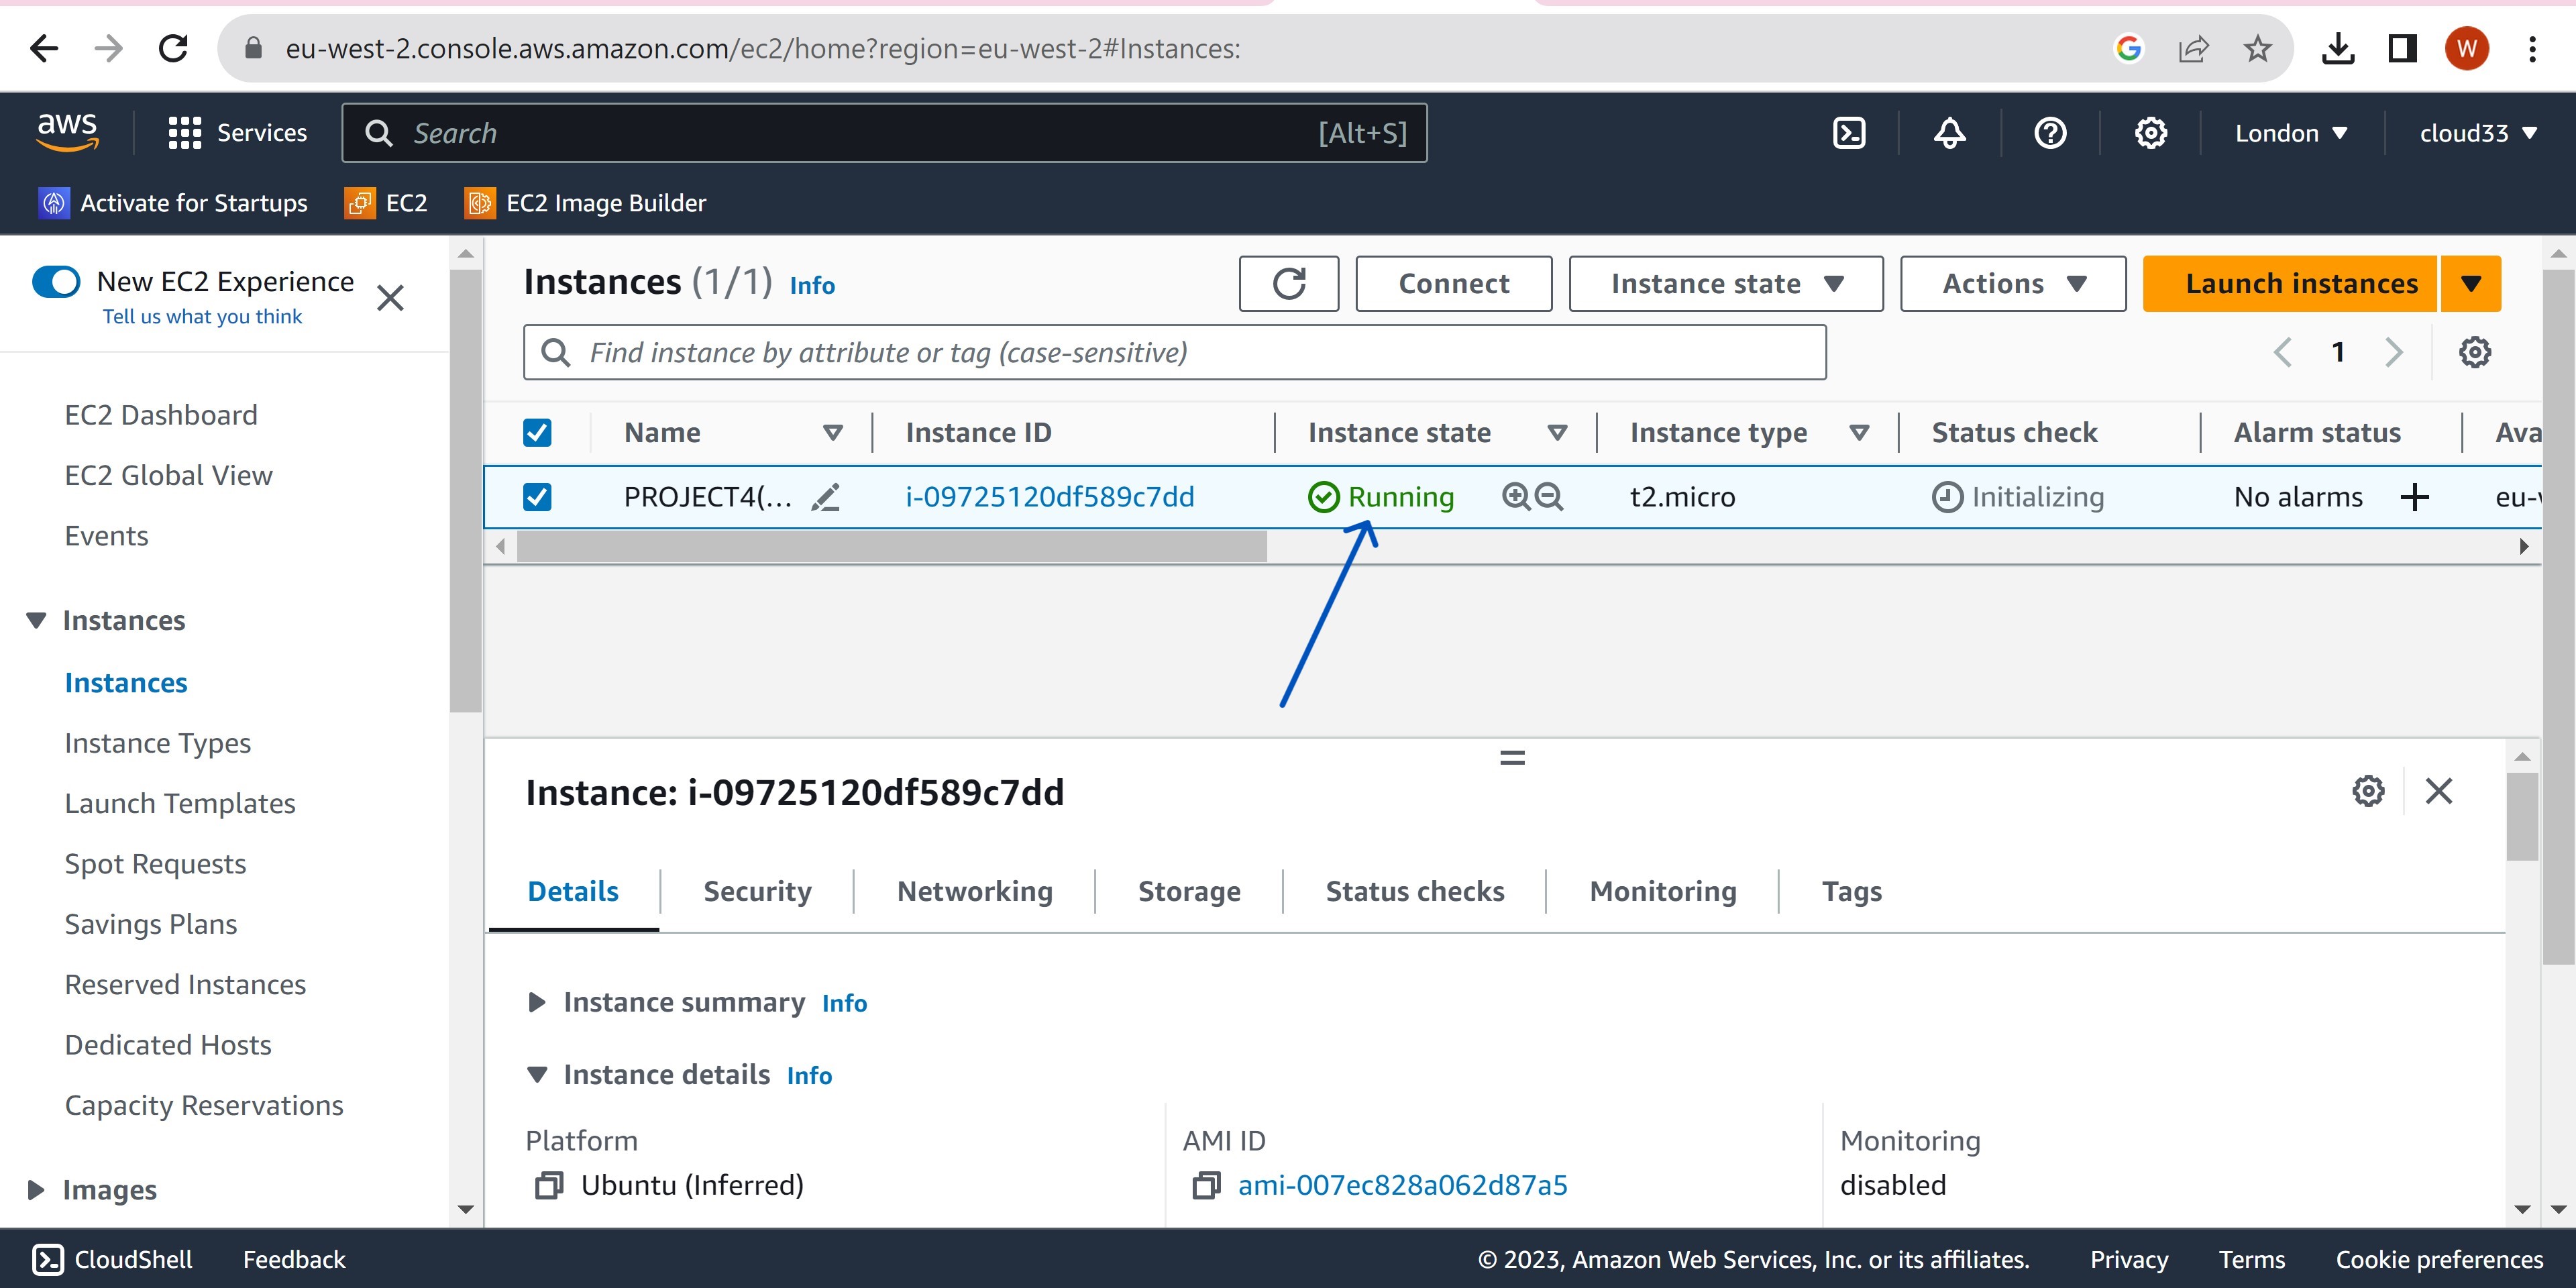 eu-west-2.console.aws.amazon.com/ec2/home?region=eu-west-2#Instances:
W
aws
Services
Search
[Alt+S]
London
cloud33
Activate for Startups
EC2
EC2 Image Builder
New EC2 Experience
Tell us what you think
EC2 Dashboard
EC2 Global View
Events
Instances
Instances
Instance Types
Launch Templates
Spot Requests
Savings Plans
Reserved Instances
Dedicated Hosts
Capacity Reservations
Images
Instances (1/1) Info
Connect
Instance state
Actions
Launch instances
Find instance by attribute or tag (case-sensitive)
1
Name
Instance ID
Instance state
Instance type
Status check
Alarm status
Ava
PROJECT4(...
i-09725120df589c7dd
Running
t2.micro
Initializing
No alarms
eu-
Instance: i-09725120df589c7dd
Details
Security
Networking
Storage
Status checks
Monitoring
Tags
Instance summary Info
Instance details Info
Platform
Ubuntu (Inferred)
AMI ID
ami-007ec828a062d87a5
Monitoring
disabled
CloudShell
Feedback
© 2023, Amazon Web Services, Inc. or its affiliates.
Privacy
Terms
Cookie preferences